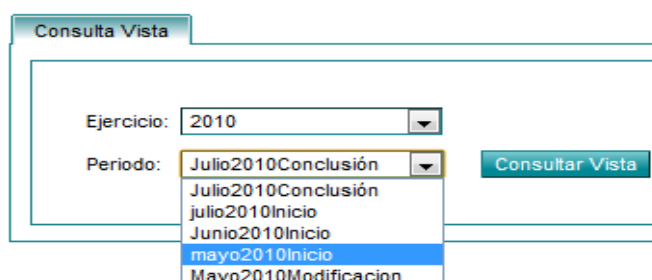 Consulta Vista
Ejercicio: 2010
Periodo: Julio2010Conclusión Consultar Vista
Julio2010Conclusión
julio2010Inicio
Junio2010Inicio
mayo2010Inicio
Mayo2010Modificacion